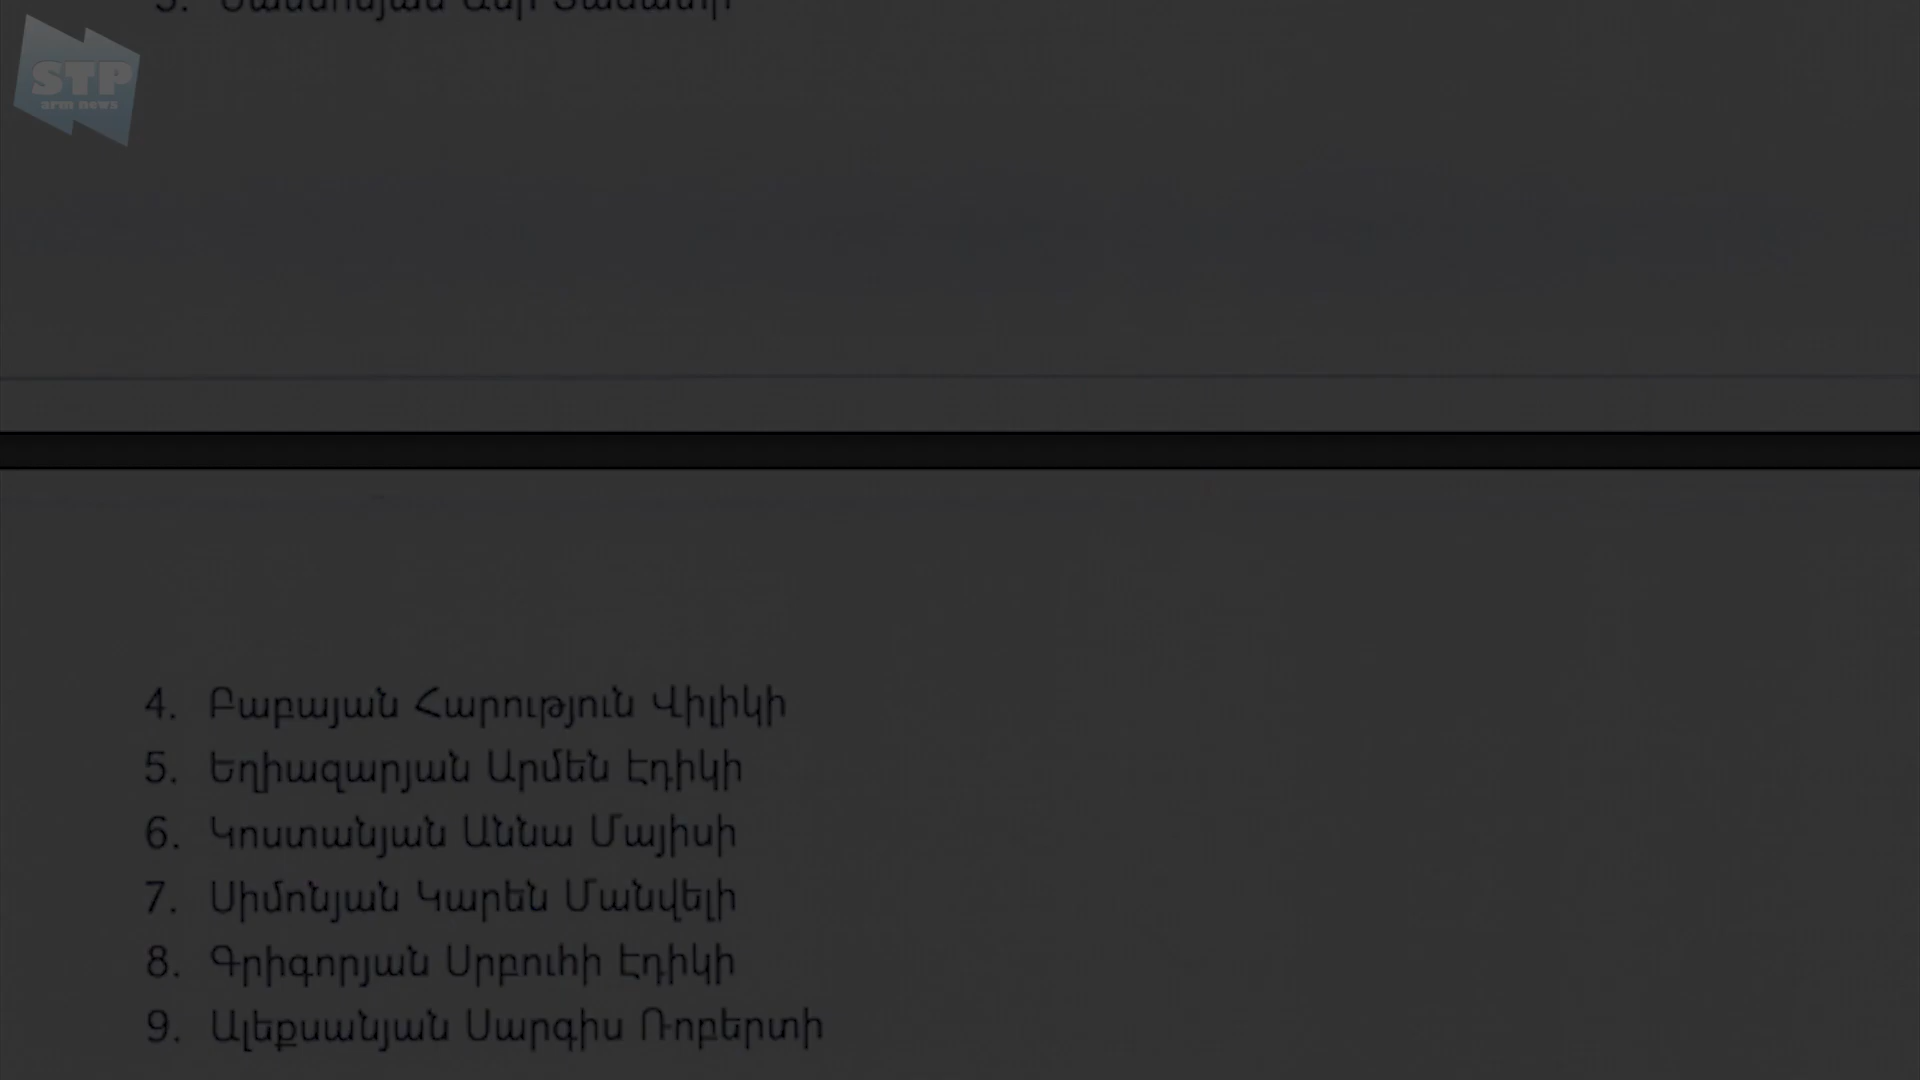 STP
arm news
4. Բաբայան Հարություն Վիլիկի
5. Եղիազարյան Արմեն Էդիկի
6. Կոստանյան Աննա Մայիսի
7. Սիմոնյան Կարեն Մանվելի
8. Գրիգորյան Սրբուհի Էդիկի
9. Ալեքսանյան Սարգիս Ռոբերտի